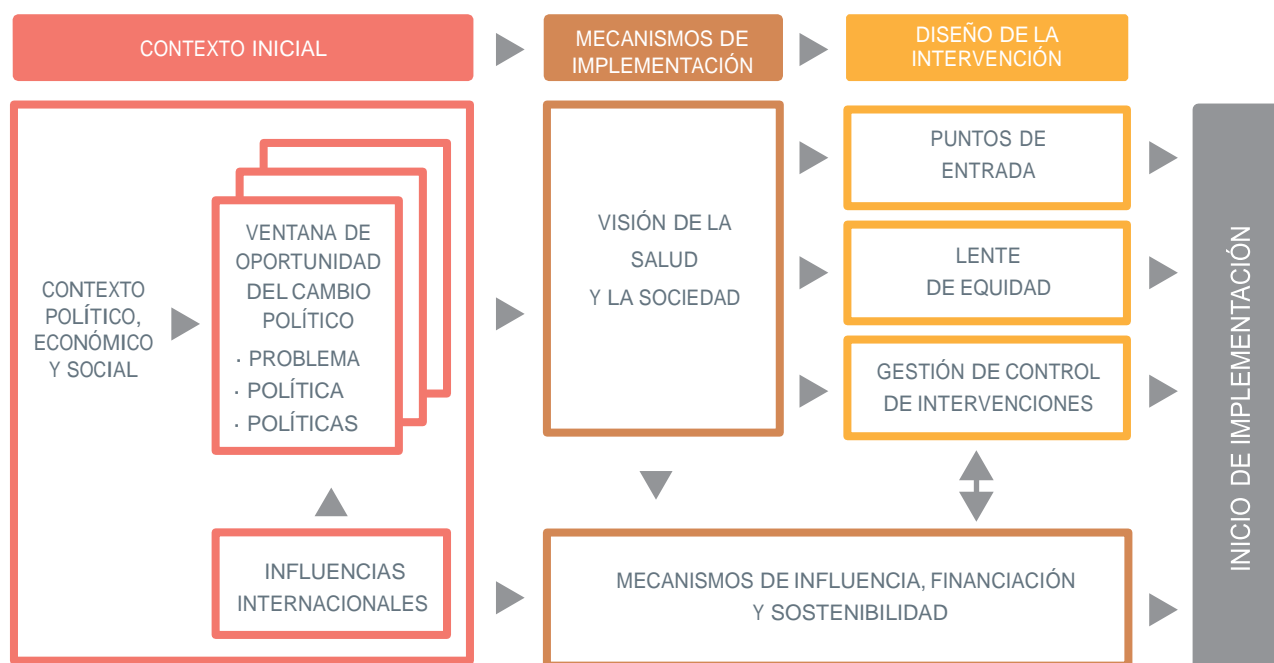 CONTEXTO INICIAL
MECANISMOS DE
IMPLEMENTACIÓN
DISEÑO DE LA
INTERVENCIÓN
CONTEXTO
POLÍTICO,
ECONÓMICO
Y SOCIAL
VENTANA DE
OPORTUNIDAD
DEL CAMBIO
POLÍTICO
· PROBLEMA
· POLÍTICA
· POLÍTICAS
INFLUENCIAS
INTERNACIONALES
VISIÓN DE LA
SALUD
Y LA SOCIEDAD
PUNTOS DE
ENTRADA
LENTE
DE EQUIDAD
GESTIÓN DE CONTROL
DE INTERVENCIONES
MECANISMOS DE INFLUENCIA, FINANCIACIÓN
Y SOSTENIBILIDAD
INICIO DE IMPLEMENTACIÓN